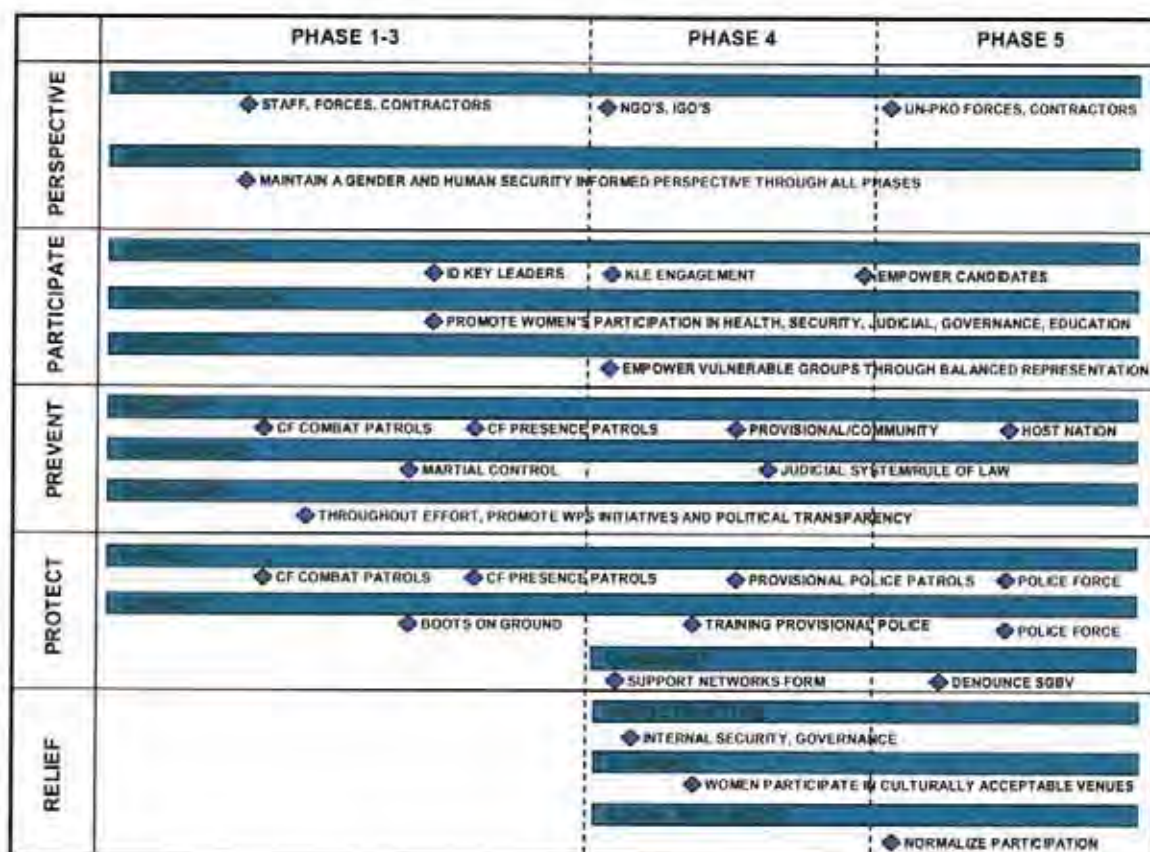 PHASE 1-3
PHASE 4
PHASE 5
PERSPECTIVE
STAFF, FORCES, CONTRACTORS
NGO'S, IGO'S
UN-PKO FORCES, CONTRACTORS
MAINTAIN A GENDER AND HUMAN SECURITY INFORMED PERSPECTIVE THROUGH ALL PHASES
PARTICIPATE
ID KEY LEADERS
KLE ENGAGEMENT
EMPOWER CANDIDATES
PROMOTE WOMEN'S PARTICIPATION IN HEALTH, SECURITY, JUDICIAL, GOVERNANCE, EDUCATION
EMPOWER VULNERABLE GROUPS THROUGH BALANCED REPRESENTATION
PREVENT
CF COMBAT PATROLS
CF PRESENCE PATROLS
PROVISIONAL/COMMUNITY
HOST NATION
MARTIAL CONTROL
JUDICIAL SYSTEM/RULE OF LAW
THROUGHOUT EFFORT, PROMOTE WPS INITIATIVES AND POLITICAL TRANSPARENCY
PROTECT
CF COMBAT PATROLS
CF PRESENCE PATROLS
PROVISIONAL POLICE PATROLS
POLICE FORCE
BOOTS ON GROUND
TRAINING PROVISIONAL POLICE
POLICE FORCE
SUPPORT NETWORKS FORM
DENOUNCE SGBV
RELIEF
INTERNAL SECURITY, GOVERNANCE
WOMEN PARTICIPATE IN CULTURALLY ACCEPTABLE VENUES
NORMALIZE PARTICIPATION